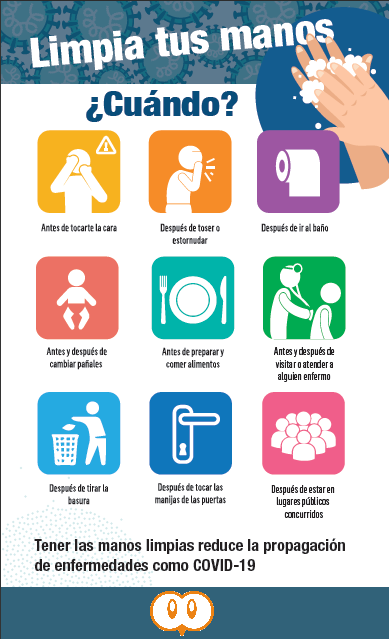 Limpia tus manos
¿Cuándo?
Antes de tocarte la cara
Después de toser o
estornudar
Después de ir al baño
Antes y después de
cambiar pañales
Antes de preparar y
comer alimentos
Antes y después de
visitar o atender a
alguien enfermo
Después de tirar la
basura
Después de tocar las
manijas de las puertas
Después de estar en
lugares públicos
concurridos
Tener las manos limpias reduce la propagación
de enfermedades como COVID-19